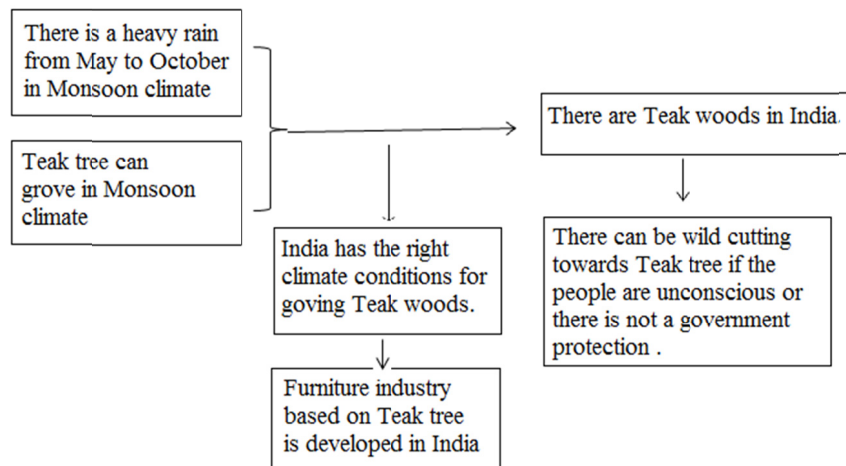 There is a heavy rain
from May to October
in Monsoon climate
Teak tree can
grove in Monsoon
climate
There are Teak woods in India.
India has the right
climate conditions for
goving Teak woods.
There can be wild cutting
towards Teak tree if the
people are unconscious or
there is not a government
protection .
Furniture industry
based on Teak tree
is developed in India